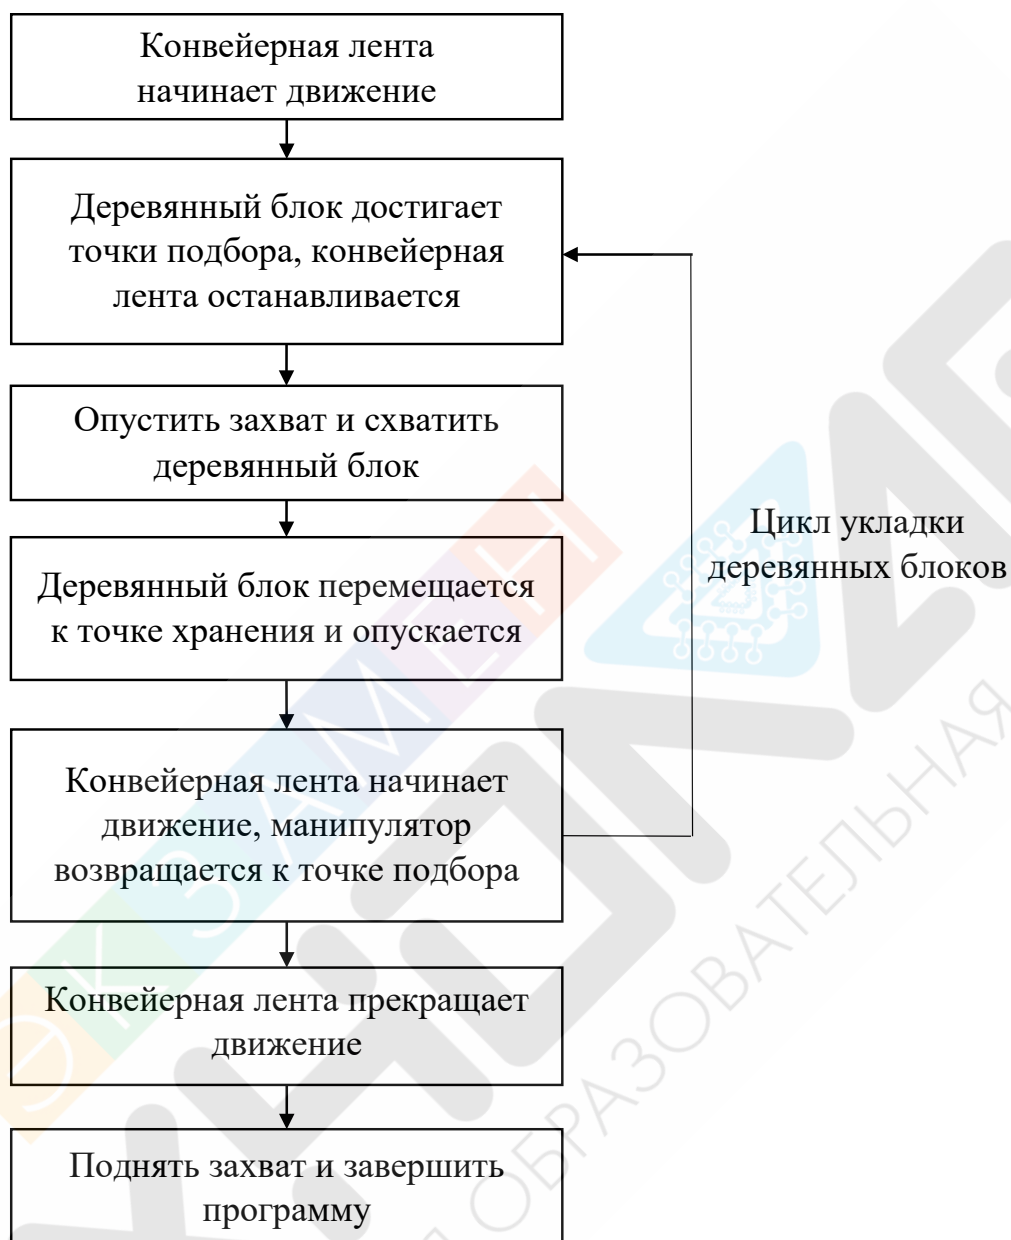 Конвейерная лента
начинает движение
Деревянный блок достигает
точки подбора, конвейерная
лента останавливается
Опустить захват и схватить
деревянный блок
Цикл укладки
деревянных блоков
Деревянный блок перемещается
к точке хранения и опускается
Конвейерная лента начинает
движение, манипулятор
возвращается к точке подбора
Конвейерная лента прекращает
движение
Поднять захват и завершить
программу
ЭКЗАМЕН
ОБРАЗОВАТЕЛЬНАЯ